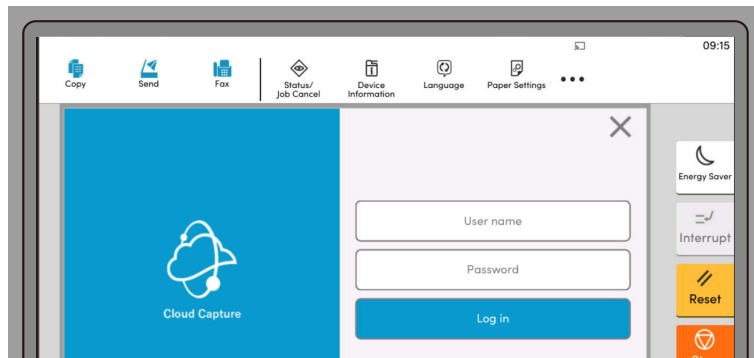 09:15
Copy
Send
Fax
Status/
Job Cancel
Device
Information
Language
Paper Settings
Energy Saver
User name
Interrupt
Password
Reset
Cloud Capture
Log in